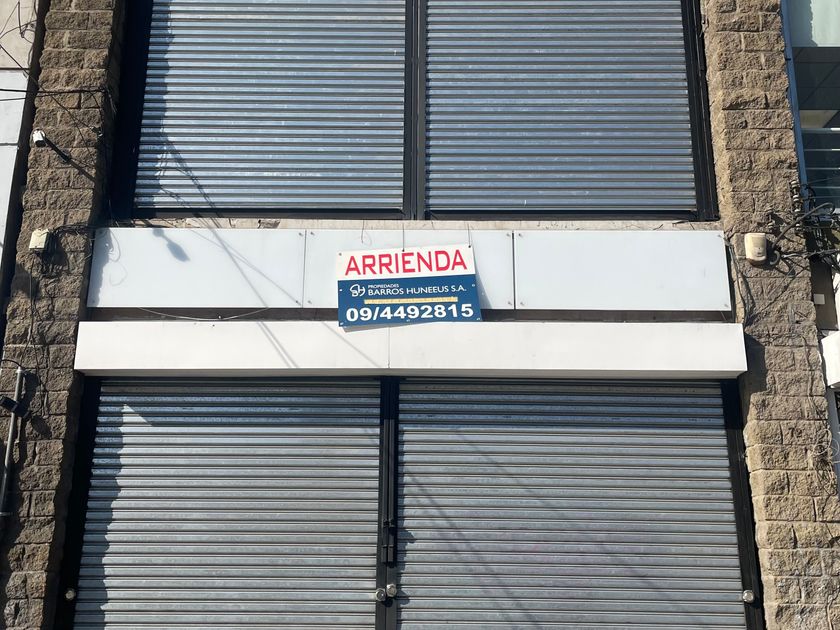 ARRIENDA
PROPIEDADES
BARROS HUNEEUS S.A.
09/4492815